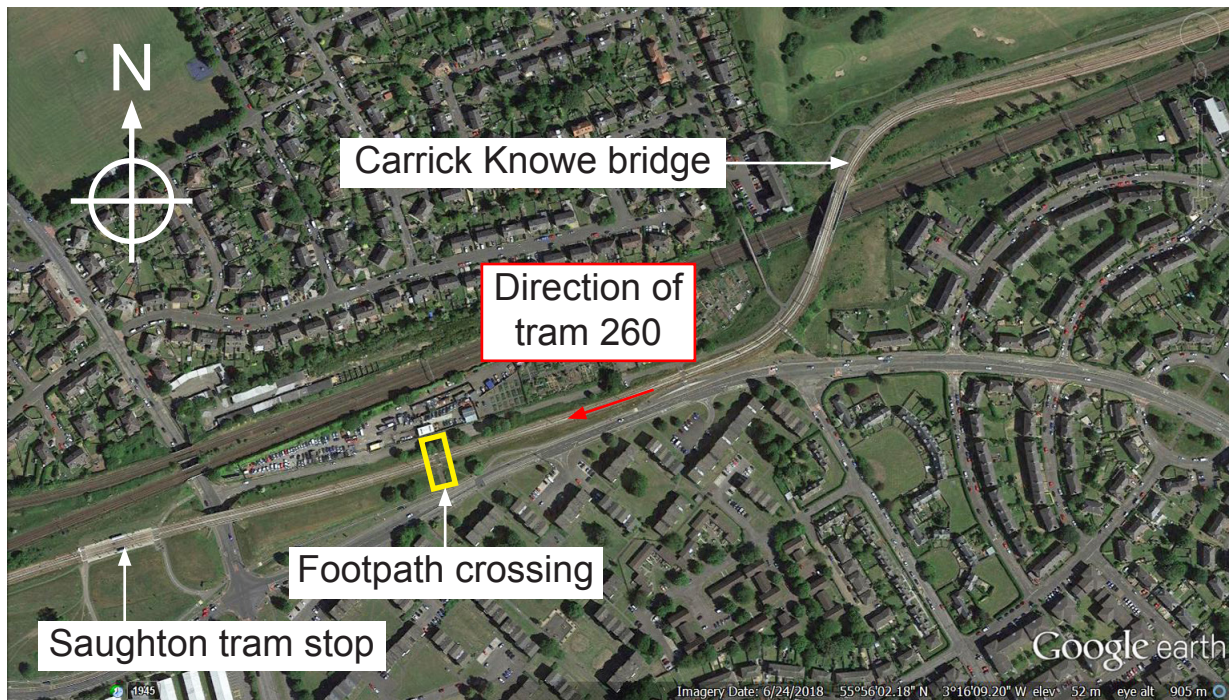 N
Carrick Knowe bridge
Direction of
tram 260
Footpath crossing
Saughton tram stop
Google earth
1945
Imagery Date: 6/24/2018 55°56'02.18" N 3°16'09.20" W elev 52 m eye alt 905 m